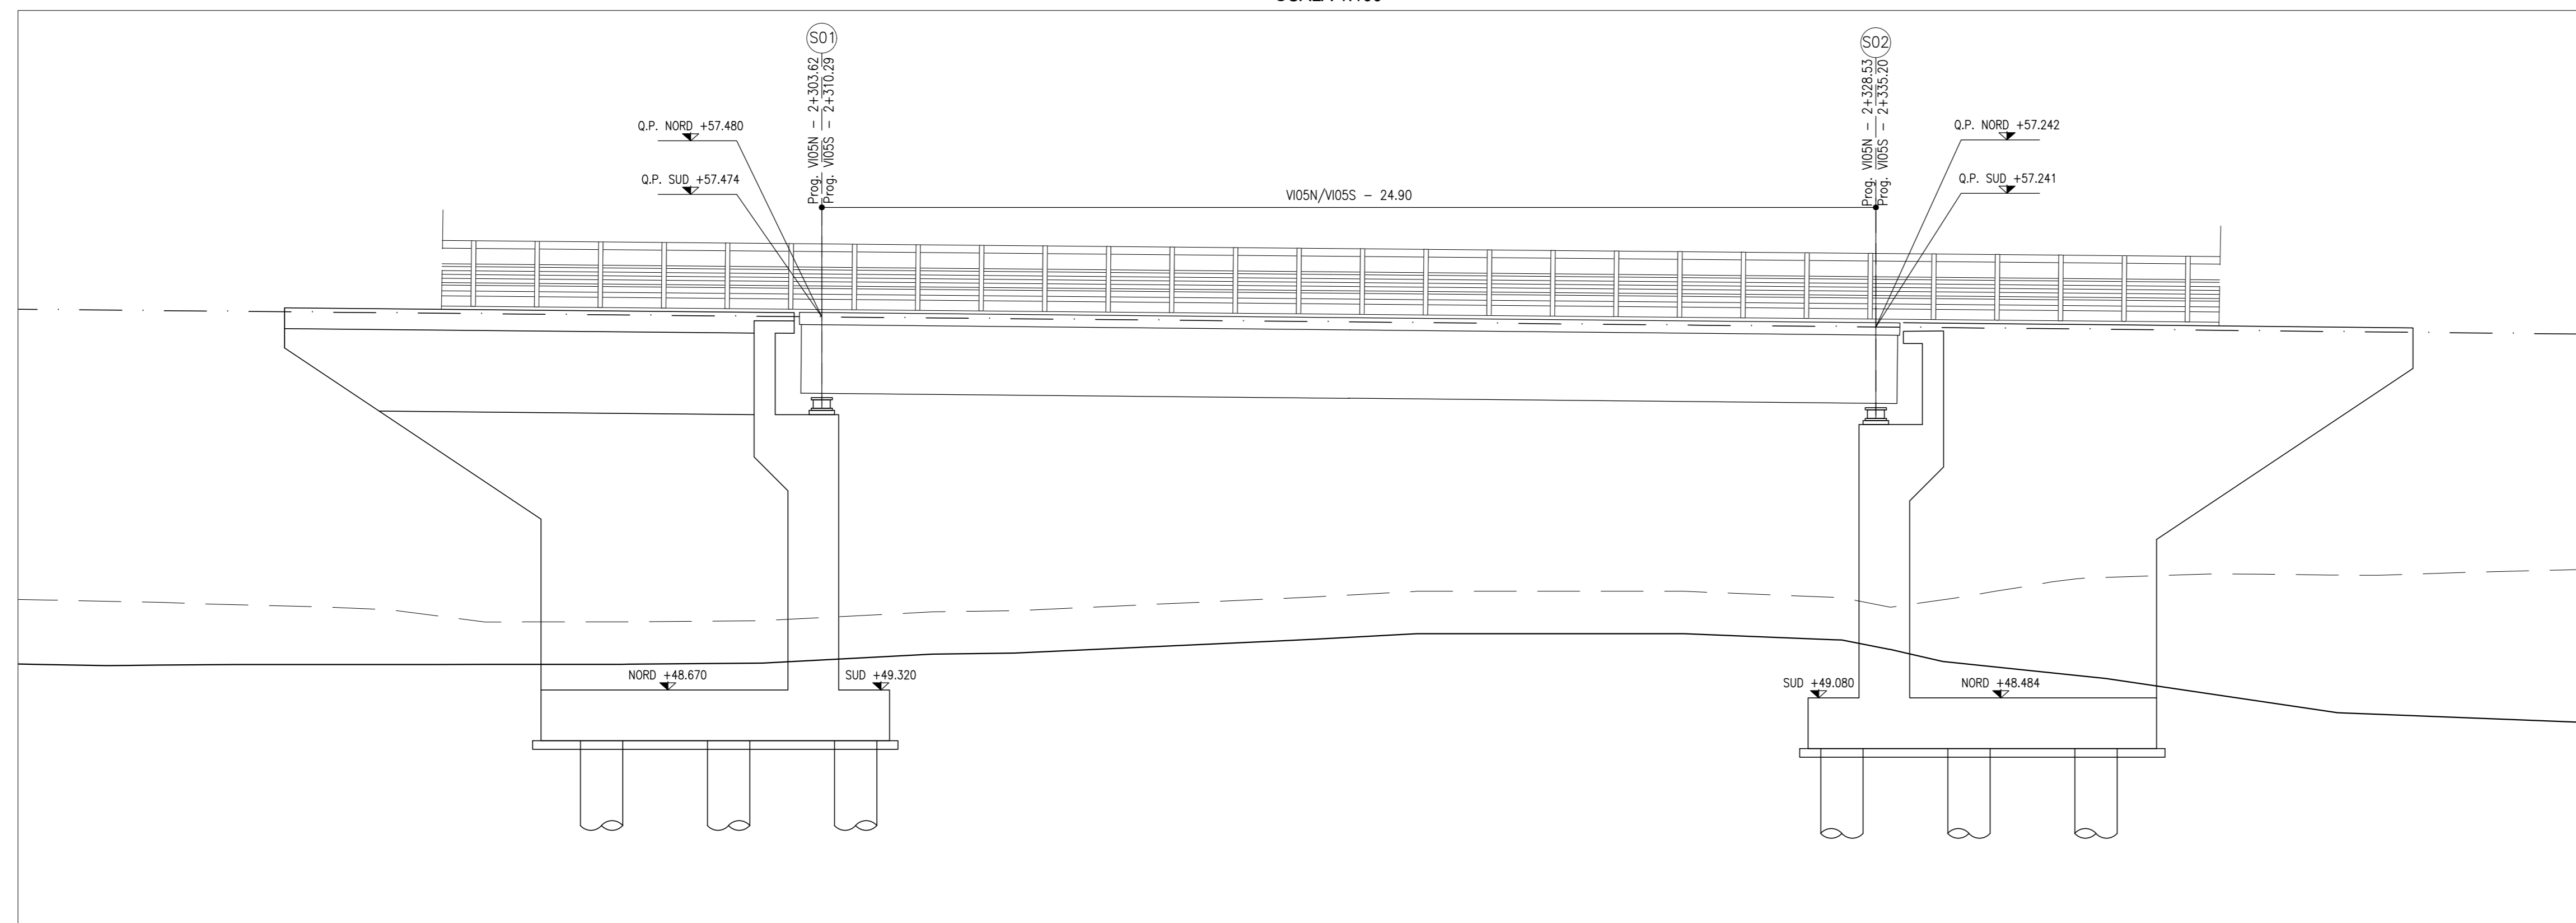 S01
Prog. VI05N - 2+303.62
Prog. VI05S - 2+310.29
S02
Prog. VI05N - 2+328.53
Prog. VI05S - 2+335.20
Q.P. NORD +57.480
Q.P. SUD +57.474
VI05N/VI05S - 24.90
Q.P. NORD +57.242
Q.P. SUD +57.241
NORD +48.670
SUD +49.320
SUD +49.080
NORD +48.484